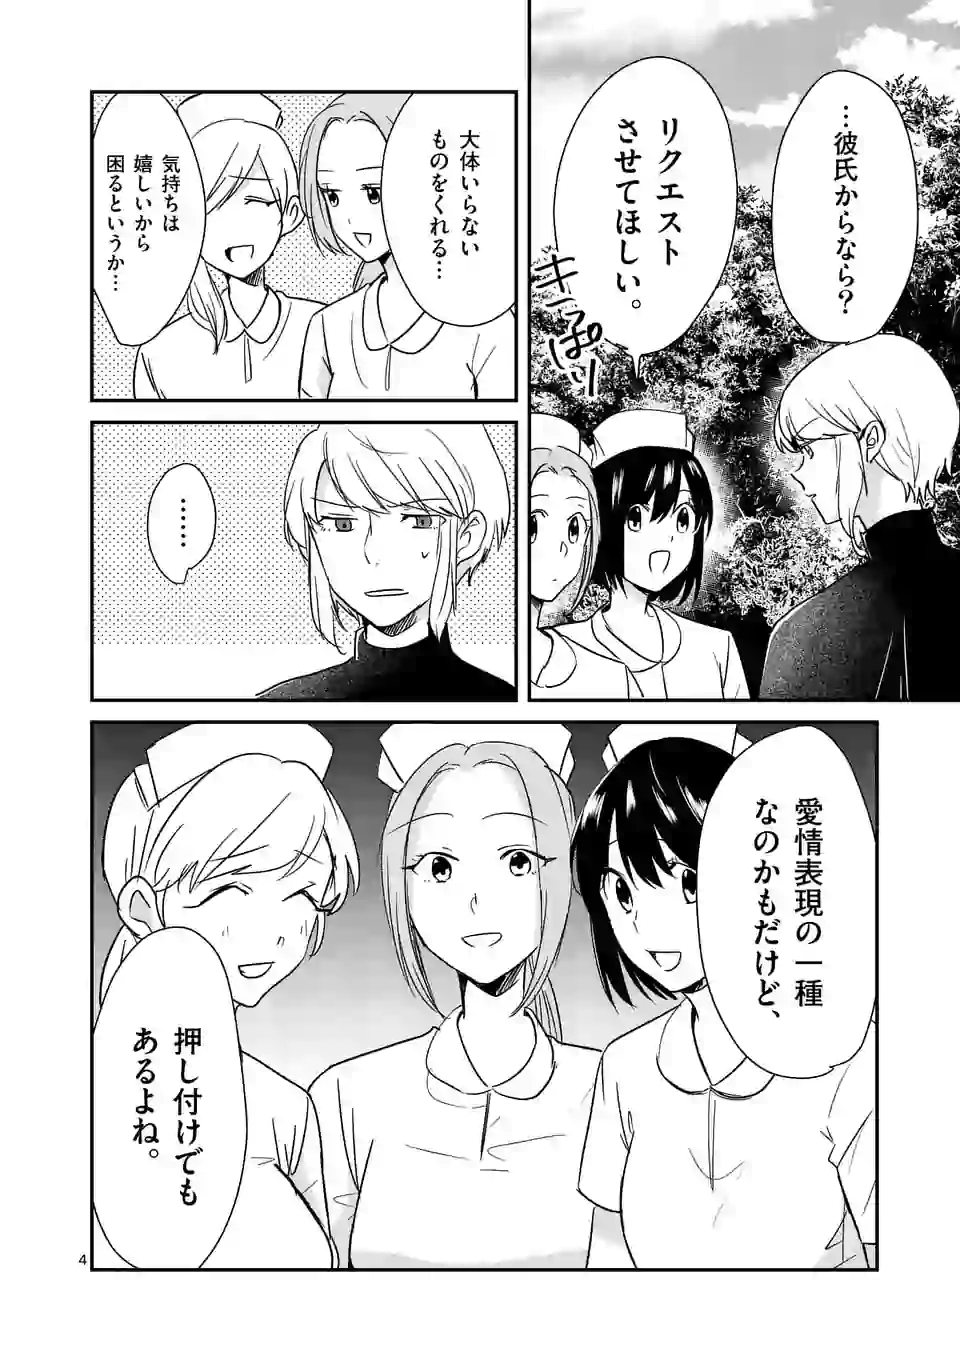 …彼氏からなら？
リクエスト
させてほしい。
キっぱり
大体いらない
ものをくれる…
気持ちは
嬉しいから
困るというか…
……
愛情表現の一種
なのかもだけど、
押し付けでも
あるよね。
4